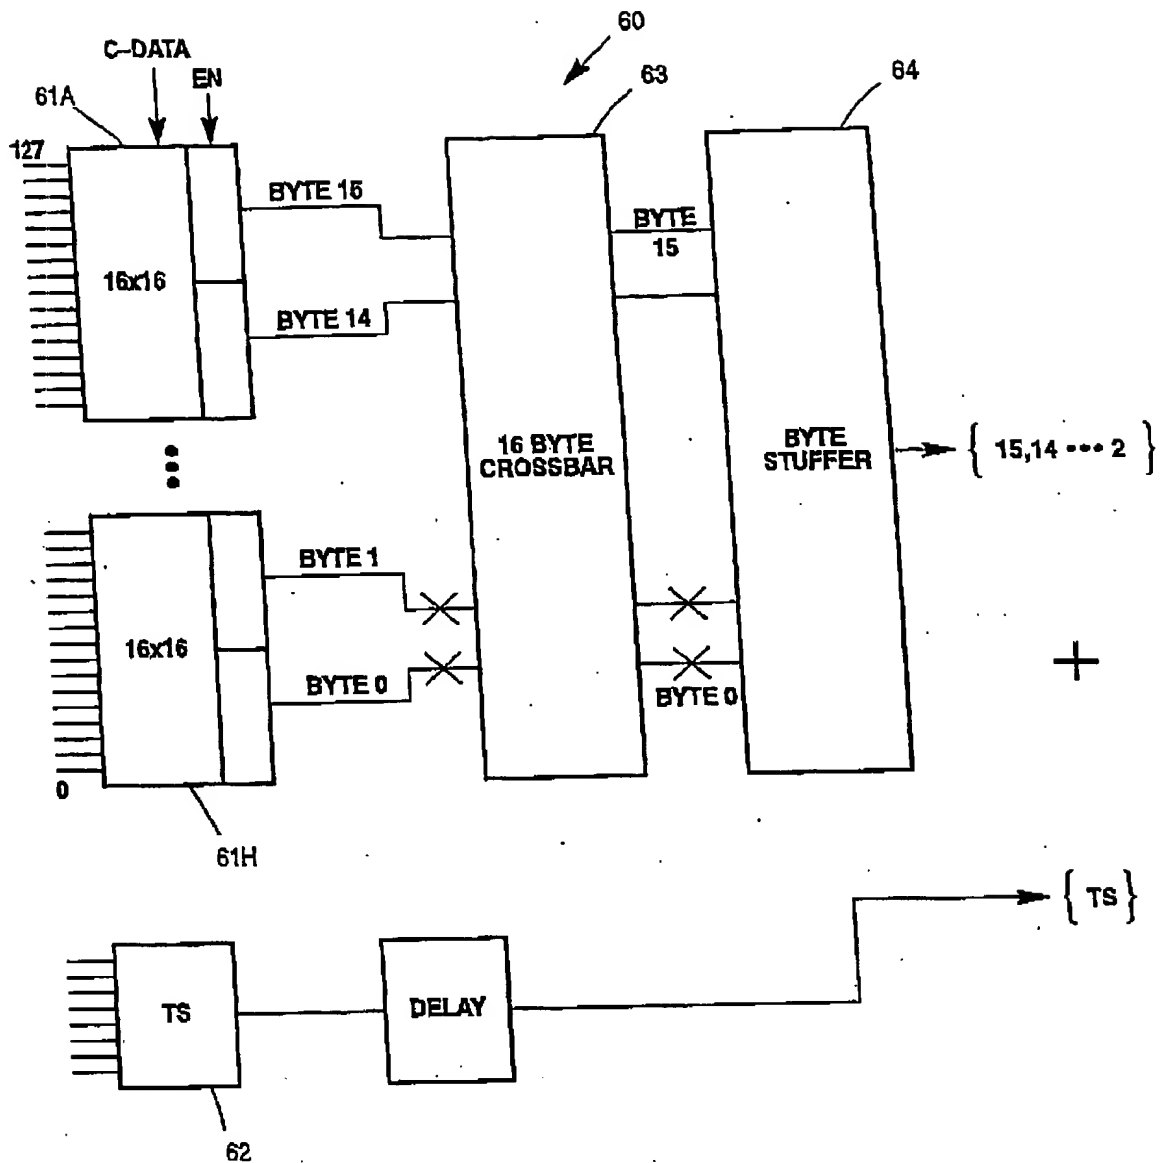 60
C-DATA
63
64
EN
61A
127
BYTE 15
BYTE
15
16x16
BYTE 14
16 BYTE
CROSSBAR
BYTE
STUFFER
{ 15,14 ••• 2 }
BYTE 1
16x16
BYTE 0
BYTE 0
+
0
61H
{ TS }
TS
DELAY
62